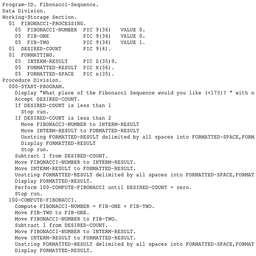 Program-ID. Fibonacci-Sequence.
Data Division.
Working-Storage Section.
01 FIBONACCI-PROCESSING.
05 FIBONACCI-NUMBER PIC 9(36) VALUE 0.
05 FIB-ONE PIC 9(36) VALUE 0.
05 FIB-TWO PIC 9(36) VALUE 1.
01 DESIRED-COUNT PIC 9(4).
01 FORMATTING.
05 INTERM-RESULT PIC Z(35)9.
05 FORMATTED-RESULT PIC X(36).
05 FORMATTED-SPACE PIC x(35).
Procedure Division.
000-START-PROGRAM.
Display "What place of the Fibonacci Sequence would you like (<173)? " with n
Accept DESIRED-COUNT.
If DESIRED-COUNT is less than 1
Stop run.
If DESIRED-COUNT is less than 2
Move FIBONACCI-NUMBER to INTERM-RESULT
Move INTERM-RESULT to FORMATTED-RESULT
Unstring FORMATTED-RESULT delimited by all spaces into FORMATTED-SPACE,FORM
Display FORMATTED-RESULT
Stop run.
Subtract 1 from DESIRED-COUNT.
Move FIBONACCI-NUMBER to INTERM-RESULT.
Move INTERM-RESULT to FORMATTED-RESULT.
Unstring FORMATTED-RESULT delimited by all spaces into FORMATTED-SPACE,FORMAT
Display FORMATTED-RESULT.
Perform 100-COMPUTE-FIBONACCI until DESIRED-COUNT = zero.
Stop run.
100-COMPUTE-FIBONACCI.
Compute FIBONACCI-NUMBER = FIB-ONE + FIB-TWO.
Move FIB-TWO to FIB-ONE.
Move FIBONACCI-NUMBER to FIB-TWO.
Subtract 1 from DESIRED-COUNT.
Move FIBONACCI-NUMBER to INTERM-RESULT.
Move INTERM-RESULT to FORMATTED-RESULT.
Unstring FORMATTED-RESULT delimited by all spaces into FORMATTED-SPACE,FORMAT
Display FORMATTED-RESULT.